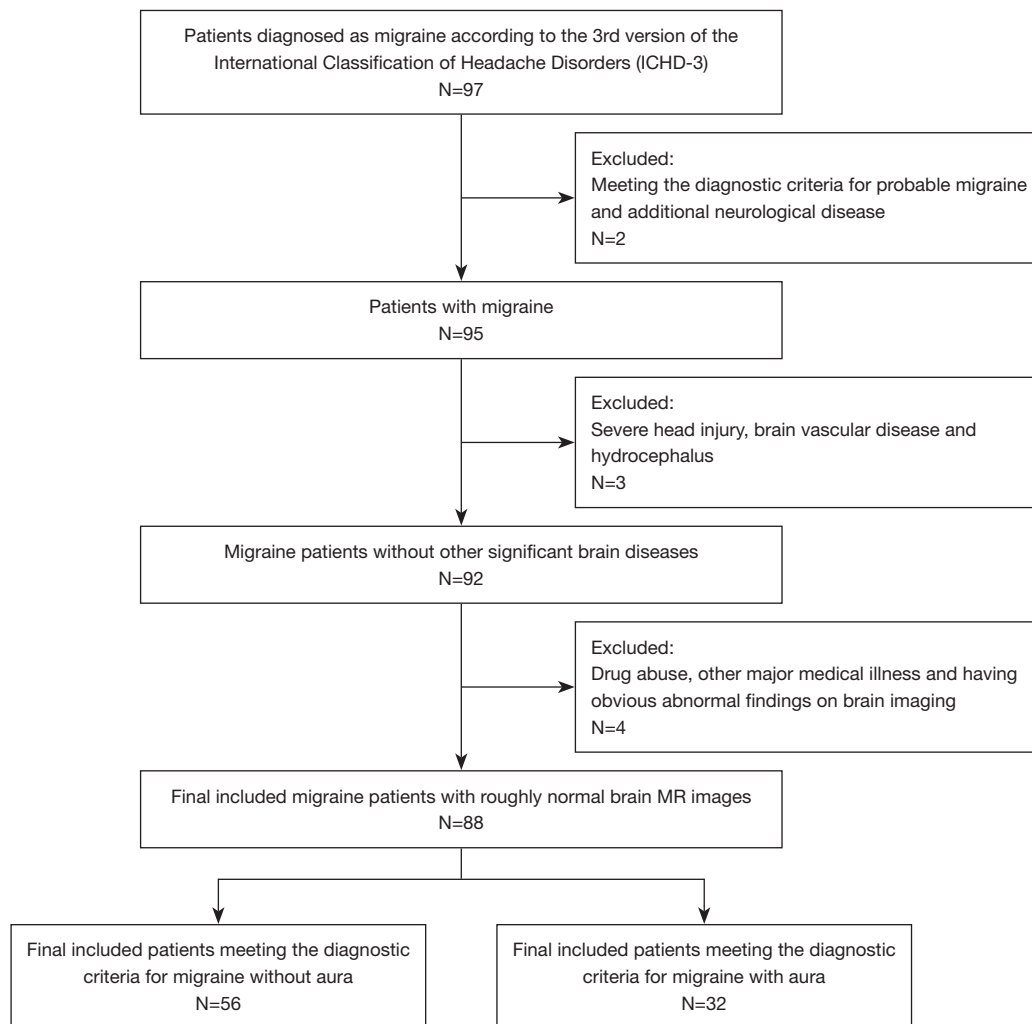 Patients diagnosed as migraine according to the 3rd version of the
International Classification of Headache Disorders (ICHD-3)
N=97
Excluded:
Meeting the diagnostic criteria for probable migraine
and additional neurological disease
N=2
Patients with migraine
N=95
Excluded:
Severe head injury, brain vascular disease and
hydrocephalus
N=3
Migraine patients without other significant brain diseases
N=92
Excluded:
Drug abuse, other major medical illness and having
obvious abnormal findings on brain imaging
N=4
Final included migraine patients with roughly normal brain MR images
N=88
Final included patients meeting the diagnostic
criteria for migraine without aura
N=56
Final included patients meeting the diagnostic
criteria for migraine with aura
N=32